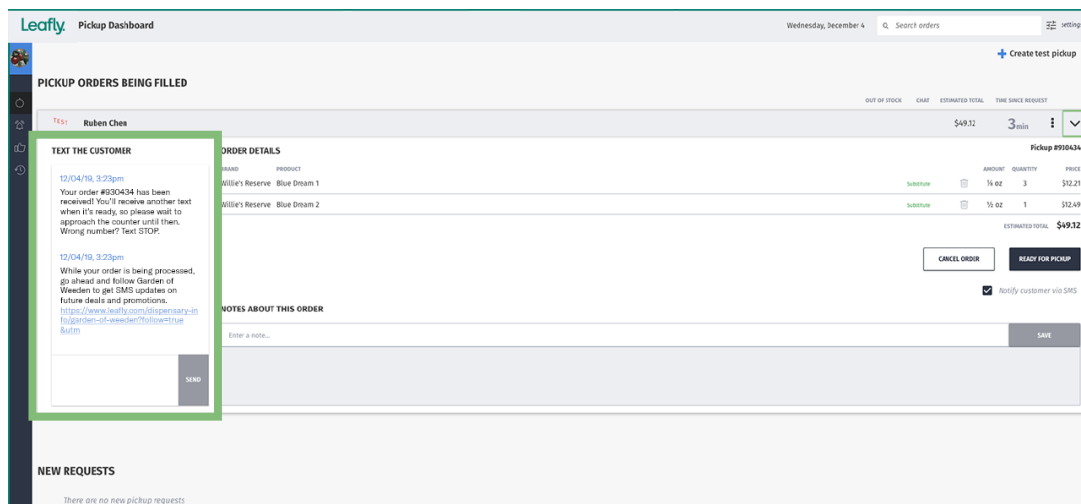 Leafly. Pickup Dashboard Wednesday, December 4 Search orders settings
Create test pickup
PICKUP ORDERS BEING FILLED
OUT OF STOCK CHAT ESTIMATED TOTAL TIME SINCE REQUEST
TEST Ruben Chen $49.12 3 min
TEXT THE CUSTOMER
12/04/19, 3:23pm
Your order #930434 has been
received! You'll receive another text
when it's ready, so please wait to
approach the counter until then.
Wrong number? Text STOP.
12/04/19, 3:23pm
While your order is being processed,
go ahead and follow Garden of
Weeden to get SMS updates on
future deals and promotions.
https://www.leafly.com/dispensary-in
fo/garden-of-weeden?follow=true
&utm
SEND
ORDER DETAILS Pickup #930434
BRAND PRODUCT AMOUNT QUANTITY PRICE
Willie's Reserve Blue Dream 1 Substitute ⅛ oz 3 $12.21
Willie's Reserve Blue Dream 2 Substitute ½ oz 1 $12.49
ESTIMATED TOTAL $49.12
CANCEL ORDER READY FOR PICKUP
Notify customer via SMS
NOTES ABOUT THIS ORDER
Enter a note... SAVE
NEW REQUESTS
There are no new pickup requests